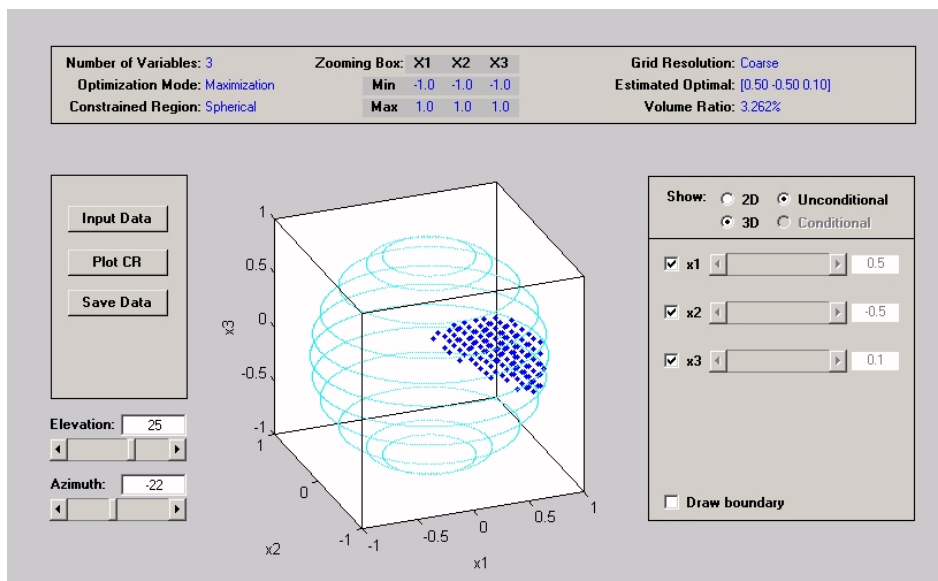 Number of Variables: 3
Optimization Mode: Maximization
Constrained Region: Spherical
Zooming Box: X1 X2 X3
Min -1.0 -1.0 -1.0
Max 1.0 1.0 1.0
Grid Resolution: Coarse
Estimated Optimal: [0.50 -0.50 0.10]
Volume Ratio: 3.262%
Input Data
Plot CR
Save Data
Elevation: 25
Azimuth: -22
1
0.5
0
-0.5
-1
x3
1
0
-1
x2
-1
-0.5
0
0.5
1
x1
Show: 2D Unconditional
3D Conditional
x1 0.5
x2 -0.5
x3 0.1
Draw boundary